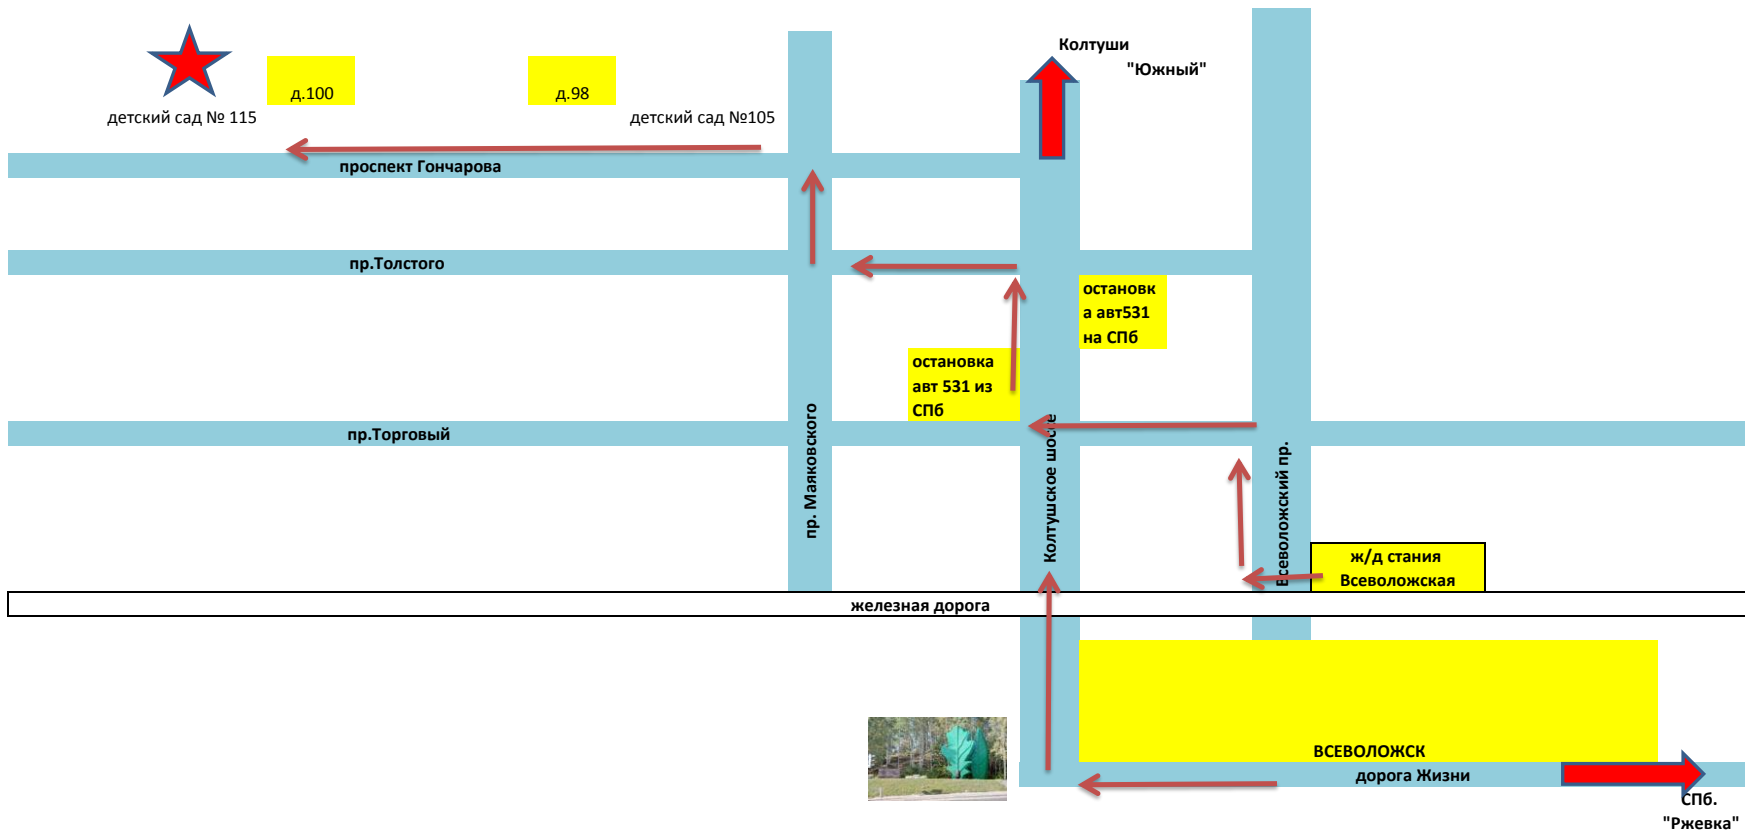 Колтуши
"Южный"
д.100
д.98
детский сад № 115
детский сад №105
проспект Гончарова
пр.Толстого
остановк
а авт531
на СПб
остановка
авт 531 из
СПб
пр.Торговый
пр. Маяковского
Колтушское шоссе
Всеволожский пр.
ж/д стания
Всеволожская
железная дорога
ВСЕВОЛОЖСК
дорога Жизни
СПб.
"Ржевка"